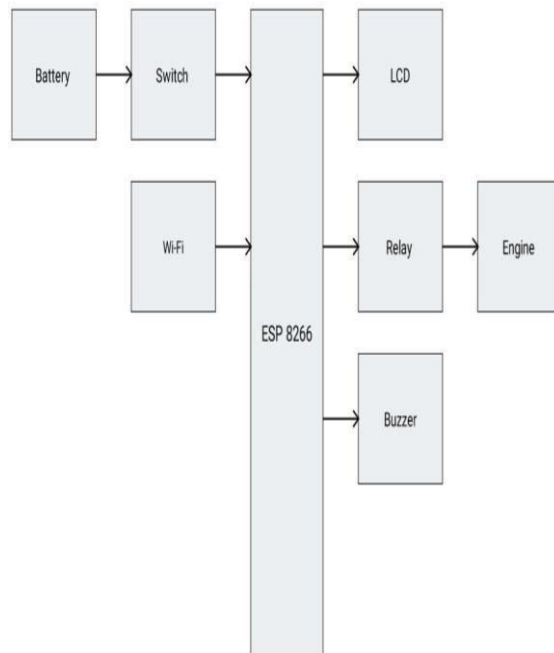 Battery
Switch
LCD
Wi-Fi
Relay
Engine
ESP 8266
Buzzer